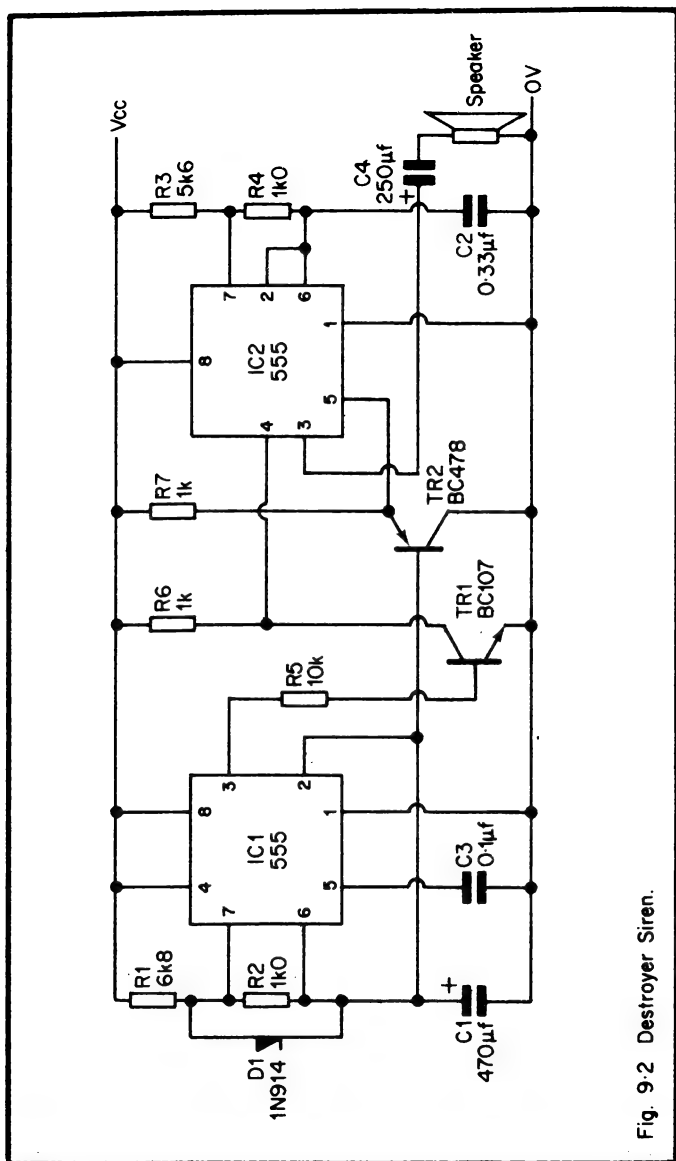 Vcc
R1
6k8
D1
1N914
R2
1k0
C1
470µf
+
4
8
7
6
5
3
2
1
IC1
555
C3
0·1µf
R5
10k
R6
1k
R7
1k
TR1
BC107
TR2
BC478
8
4
3
5
7
2
6
1
IC2
555
R3
5k6
R4
1k0
C4
250µf
+
C2
0·33µf
Speaker
0V
Fig. 9·2 Destroyer Siren.